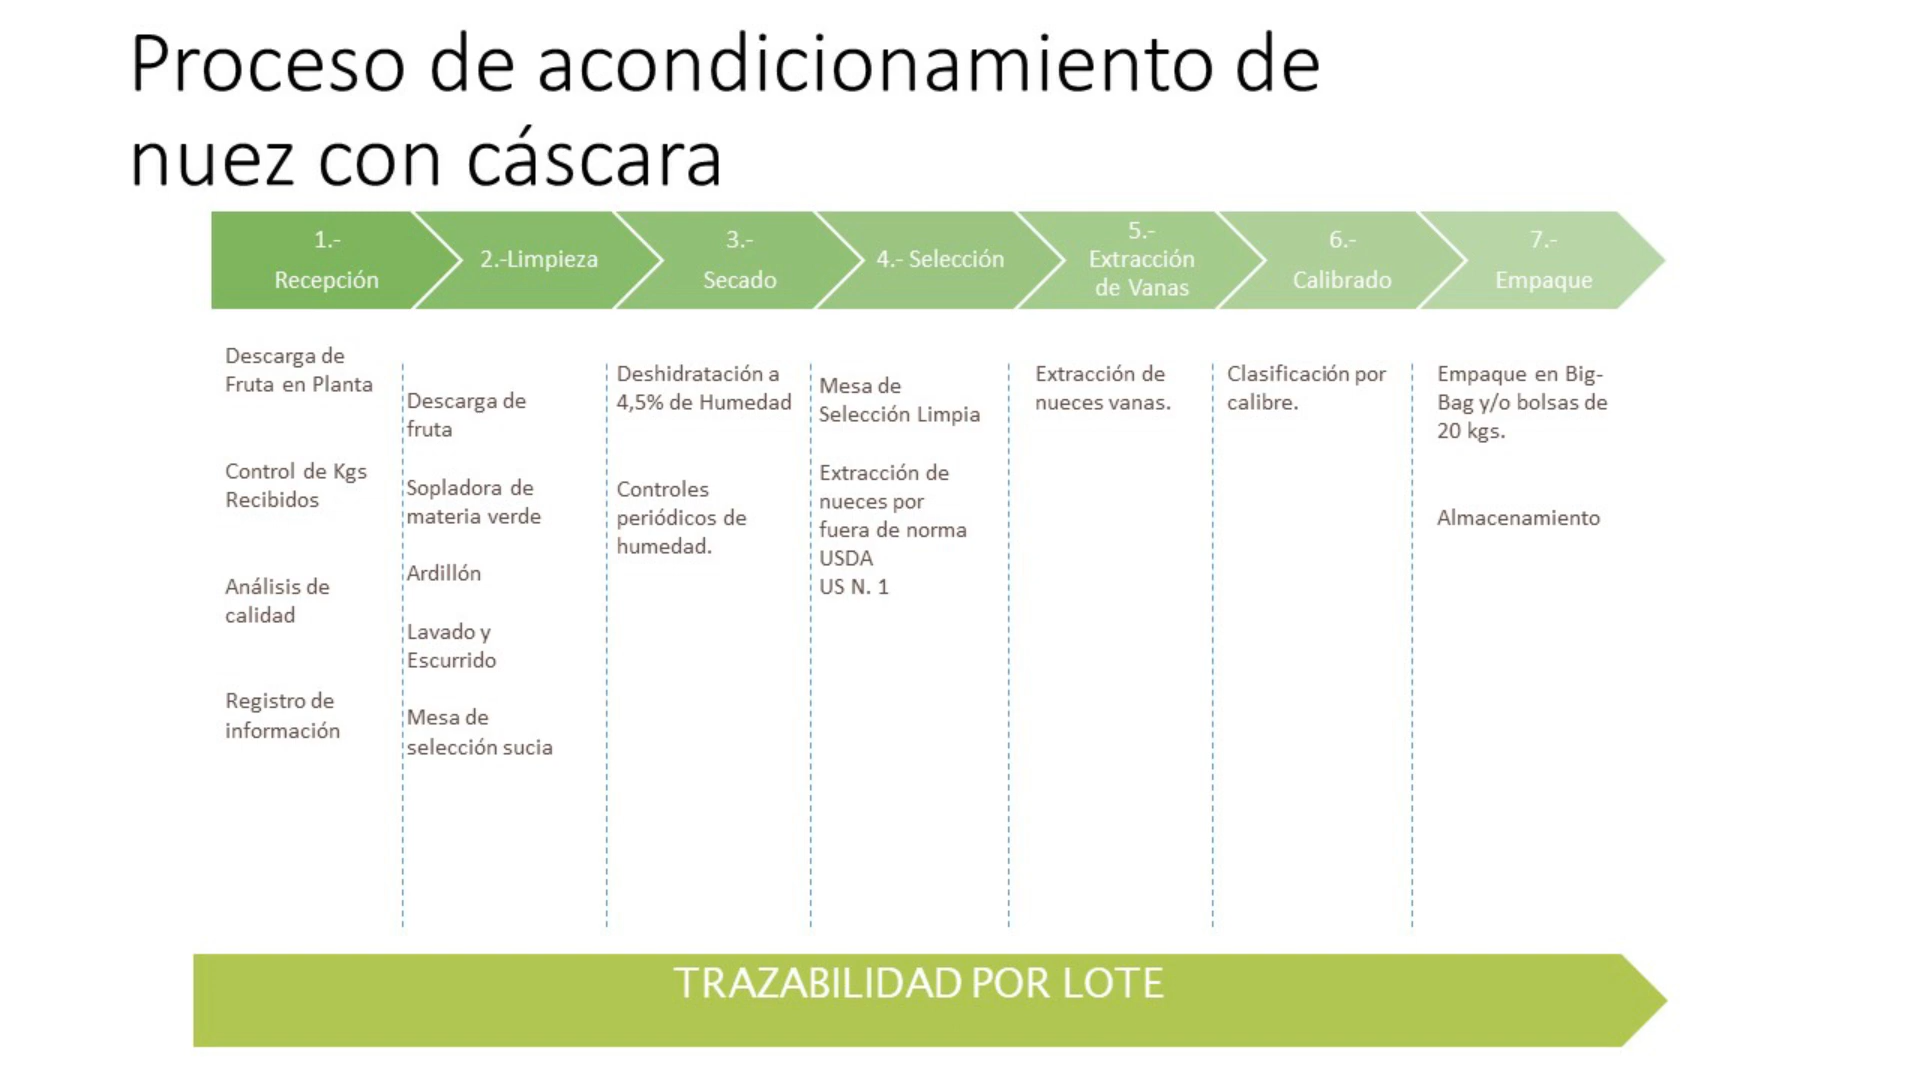 Proceso de acondicionamiento de
nuez con cáscara
1.-
Recepción
2.-Limpieza
3.-
Secado
4.- Selección
5.-
Extracción
de Vanas
6.-
Calibrado
7.-
Empaque
Descarga de
Fruta en Planta
Control de Kgs
Recibidos
Análisis de
calidad
Registro de
información
Descarga de
fruta
Sopladora de
materia verde
Ardillón
Lavado y
Escurrido
Mesa de
selección sucia
Deshidratación a
4,5% de Humedad
Controles
periódicos de
humedad.
Mesa de
Selección Limpia
Extracción de
nueces por
fuera de norma
USDA
US N. 1
Extracción de
nueces vanas.
Clasificación por
calibre.
Empaque en Big-
Bag y/o bolsas de
20 kgs.
Almacenamiento
TRAZABILIDAD POR LOTE